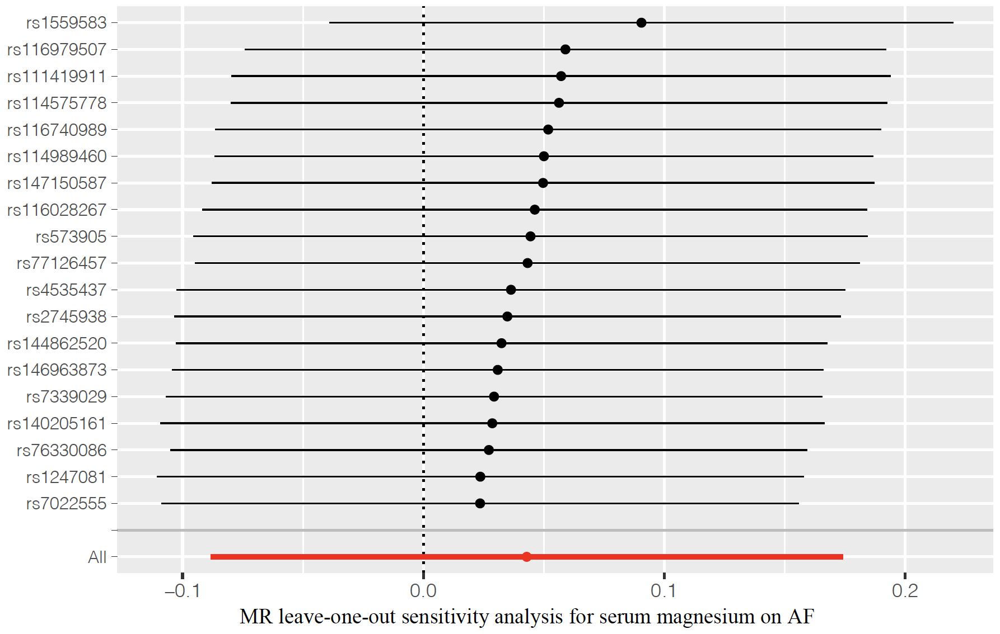 rs1559583
rs116979507
rs111419911
rs114575778
rs116740989
rs114989460
rs147150587
rs116028267
rs573905
rs77126457
rs4535437
rs2745938
rs144862520
rs146963873
rs7339029
rs140205161
rs76330086
rs1247081
rs7022555
All
−0.1 0.0 0.1 0.2
MR leave-one-out sensitivity analysis for serum magnesium on AF